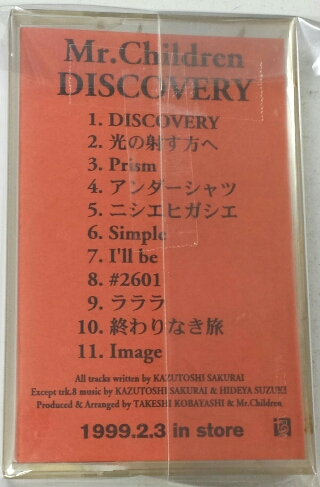 Mr.Children
DISCOVERY
1. DISCOVERY
2. 光の射す方へ
3. Prism
4. アンダーシャツ
5. ニシエヒガシエ
6. Simple
7. I'll be
8. #2601
9. ラララ
10. 終わりなき旅
11. Image
All tracks written by KAZUTOSHI SAKURAI
Except trk.8 music by KAZUTOSHI SAKURAI & HIDEYA SUZUKI
Produced & Arranged by TAKESHI KOBAYASHI & Mr.Children
1999.2.3 in store